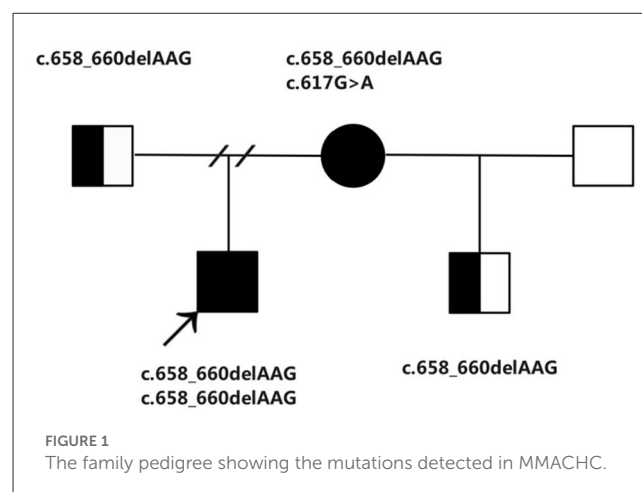 c.658_660delAAG
c.658_660delAAG
c.617G>A
c.658_660delAAG
c.658_660delAAG
c.658_660delAAG
FIGURE 1
The family pedigree showing the mutations detected in MMACHC.